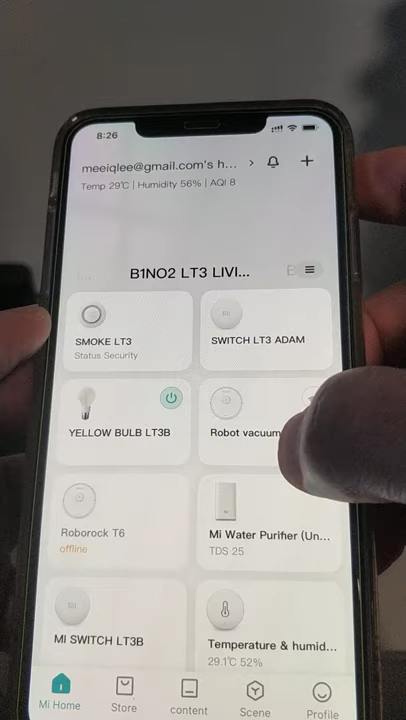 8:26
meeiqlee@gmail.com's h...
Temp 29℃ | Humidity 56% | AQI 8
B1NO2 LT3 LIVI...
SMOKE LT3
Status Security
SWITCH LT3 ADAM
YELLOW BULB LT3B
Robot vacuum
Roborock T6
offline
Mi Water Purifier (Un...
TDS 25
MI SWITCH LT3B
Temperature & humid...
29.1℃ 52%
Mi Home
Store
content
Scene
Profile